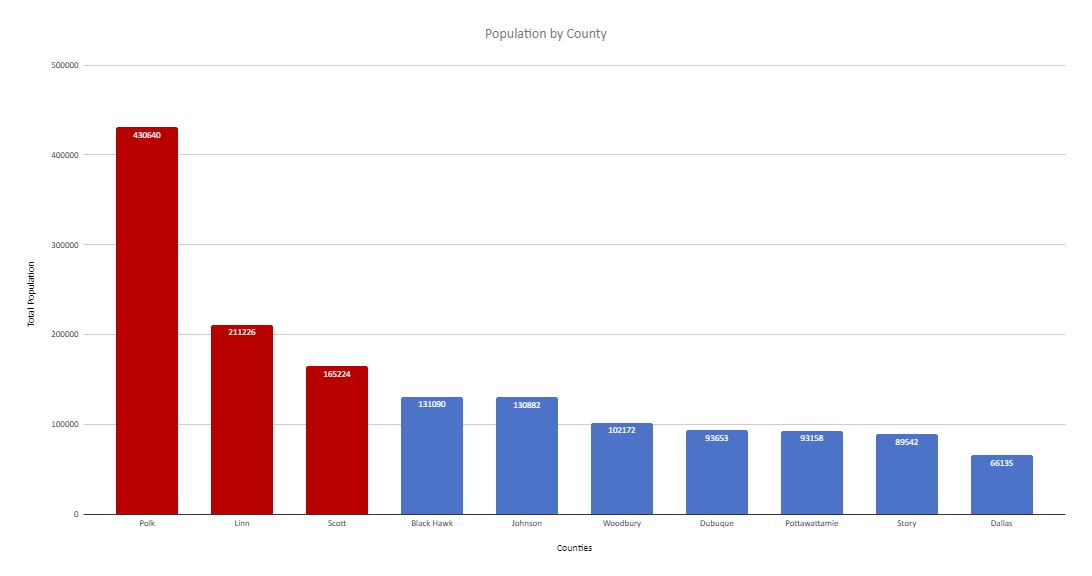 Population by County
500000
400000
300000
200000
100000
0
Total Population
430640
211226
165224
131090
130882
102172
93653
93158
89542
66135
Polk
Linn
Scott
Black Hawk
Johnson
Woodbury
Dubuque
Pottawattamie
Story
Dallas
Counties